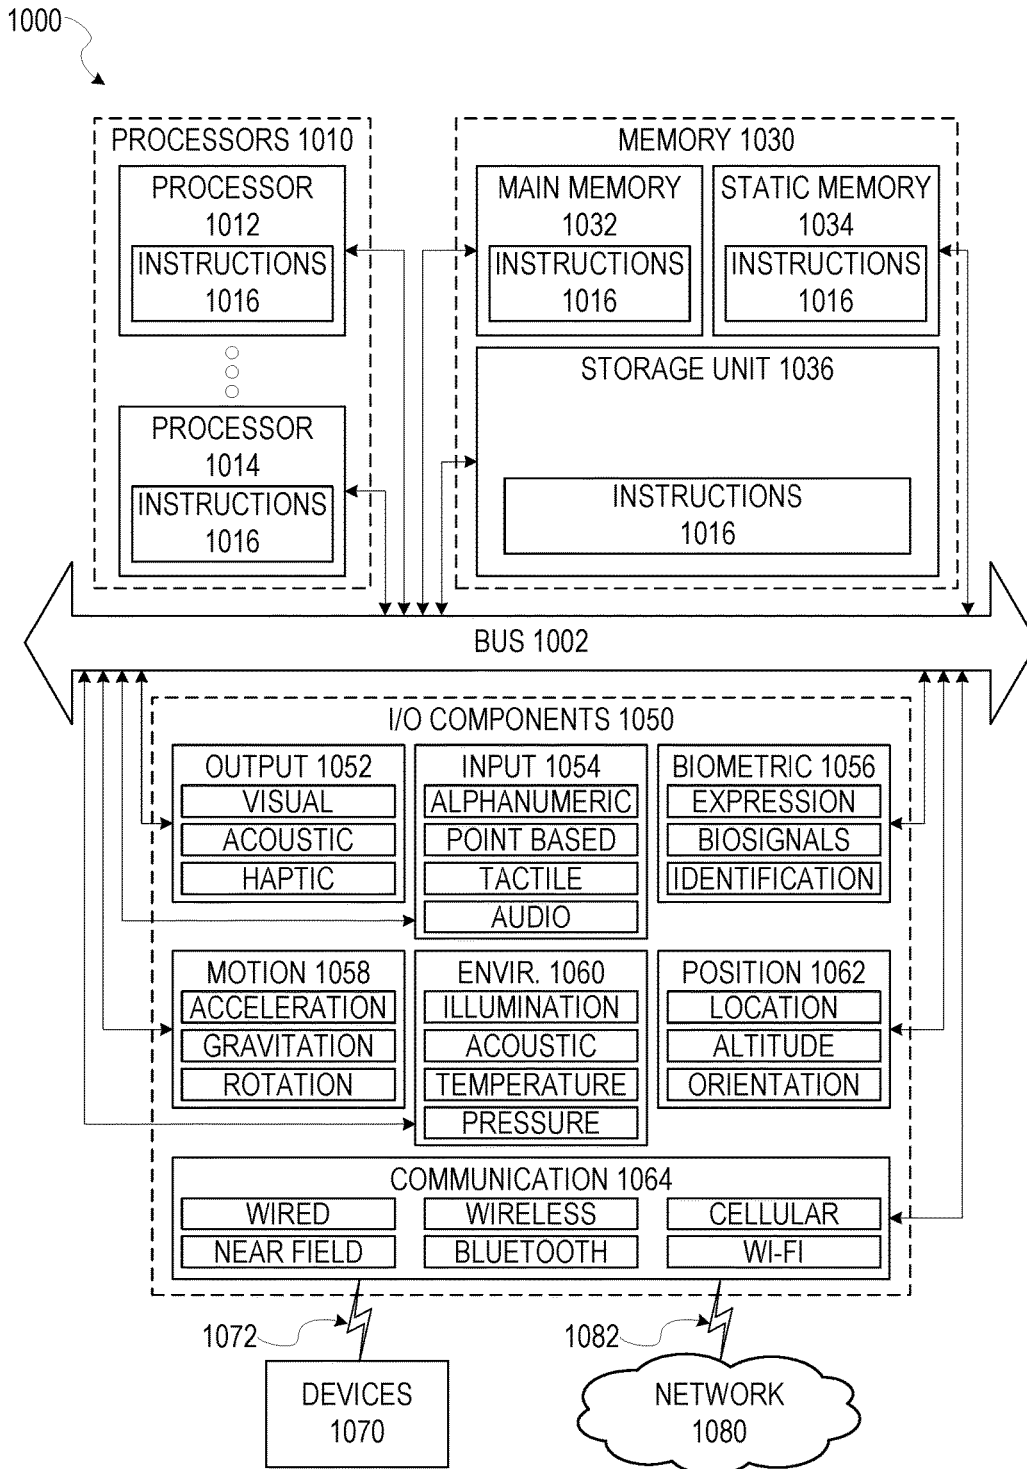 1000
PROCESSORS 1010
PROCESSOR
1012
INSTRUCTIONS
1016
PROCESSOR
1014
INSTRUCTIONS
1016
MEMORY 1030
MAIN MEMORY
1032
INSTRUCTIONS
1016
STATIC MEMORY
1034
INSTRUCTIONS
1016
STORAGE UNIT 1036
INSTRUCTIONS
1016
BUS 1002
I/O COMPONENTS 1050
OUTPUT 1052
VISUAL
ACOUSTIC
HAPTIC
INPUT 1054
ALPHANUMERIC
POINT BASED
TACTILE
AUDIO
BIOMETRIC 1056
EXPRESSION
BIOSIGNALS
IDENTIFICATION
MOTION 1058
ACCELERATION
GRAVITATION
ROTATION
ENVIR. 1060
ILLUMINATION
ACOUSTIC
TEMPERATURE
PRESSURE
POSITION 1062
LOCATION
ALTITUDE
ORIENTATION
COMMUNICATION 1064
WIRED
WIRELESS
CELLULAR
NEAR FIELD
BLUETOOTH
WI-FI
1072
1082
DEVICES
1070
NETWORK
1080